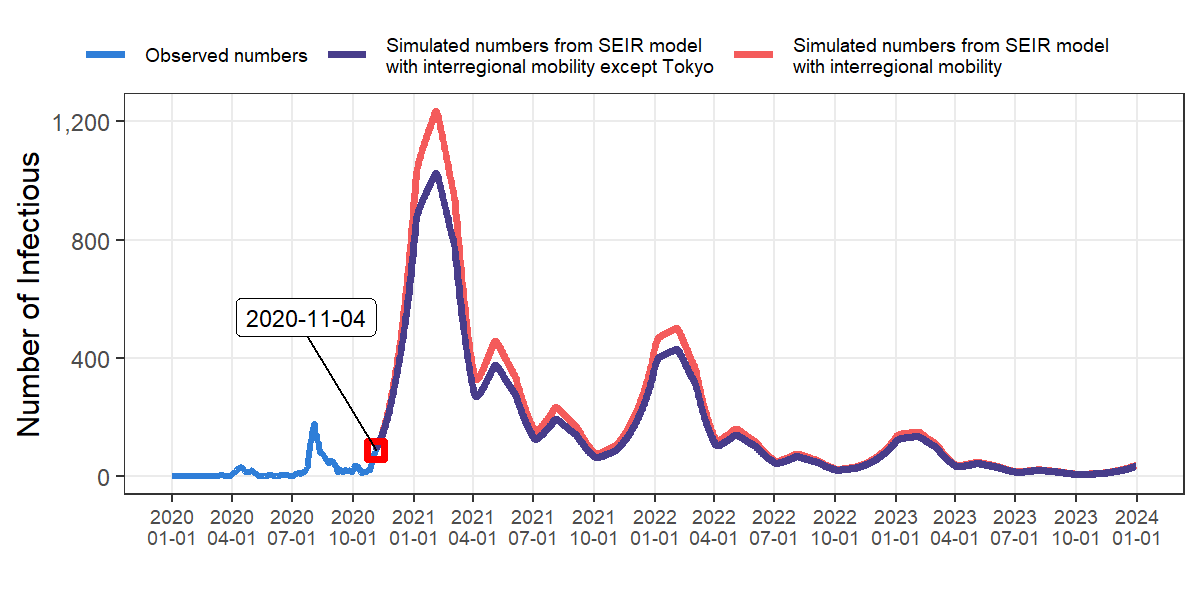 Observed numbers
Simulated numbers from SEIR model
with interregional mobility except Tokyo
Simulated numbers from SEIR model
with interregional mobility
Number of Infectious
1,200
800
400
0
2020-11-04
2020 2020 2020 2020 2021 2021 2021 2021 2022 2022 2022 2022 2023 2023 2023 2023 2024
01-01 04-01 07-01 10-01 01-01 04-01 07-01 10-01 01-01 04-01 07-01 10-01 01-01 04-01 07-01 10-01 01-01